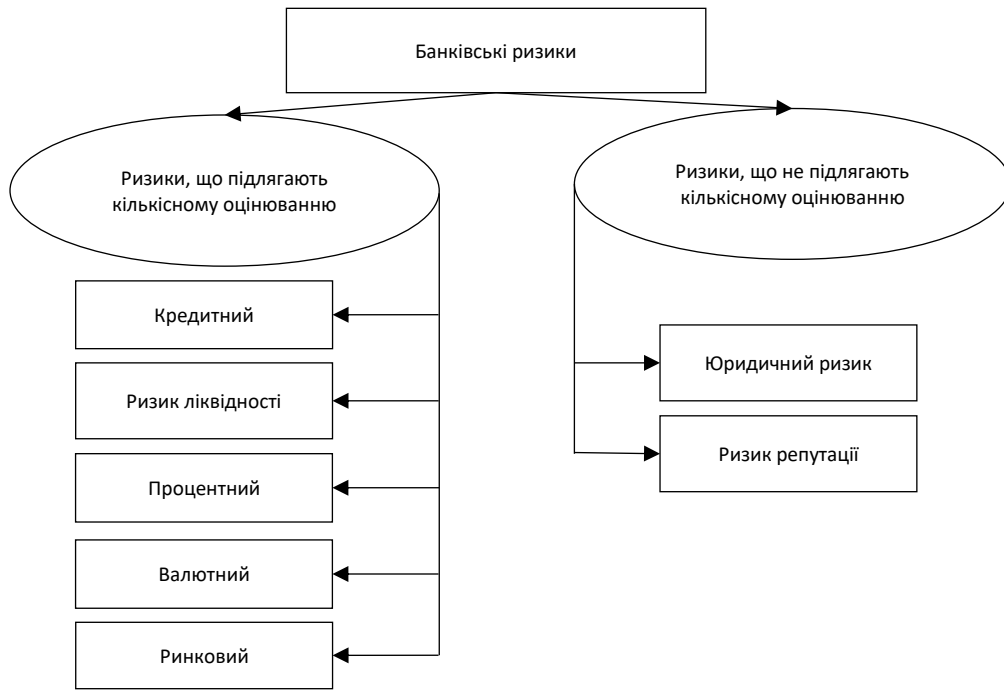 Банківські ризики
Ризики, що підлягають
кількісному оцінюванню
Ризики, що не підлягають
кількісному оцінюванню
Кредитний
Ризик ліквідності
Процентний
Валютний
Ринковий
Юридичний ризик
Ризик репутації